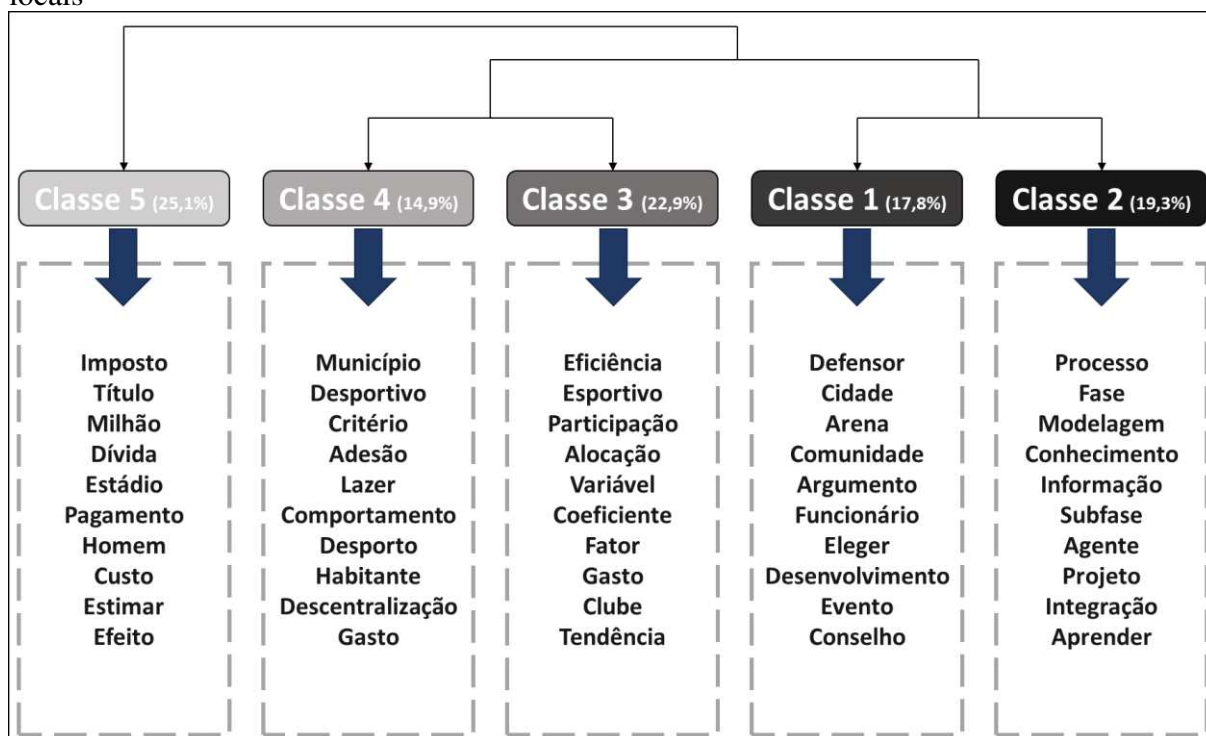 locais
Classe 5 (25,1%)
Imposto
Título
Milhão
Dívida
Estádio
Pagamento
Homem
Custo
Estimar
Efeito
Classe 4 (14,9%)
Município
Desportivo
Critério
Adesão
Lazer
Comportamento
Desporto
Habitante
Descentralização
Gasto
Classe 3 (22,9%)
Eficiência
Esportivo
Participação
Alocação
Variável
Coeficiente
Fator
Gasto
Clube
Tendência
Classe 1 (17,8%)
Defensor
Cidade
Arena
Comunidade
Argumento
Funcionário
Eleger
Desenvolvimento
Evento
Conselho
Classe 2 (19,3%)
Processo
Fase
Modelagem
Conhecimento
Informação
Subfase
Agente
Projeto
Integração
Aprender